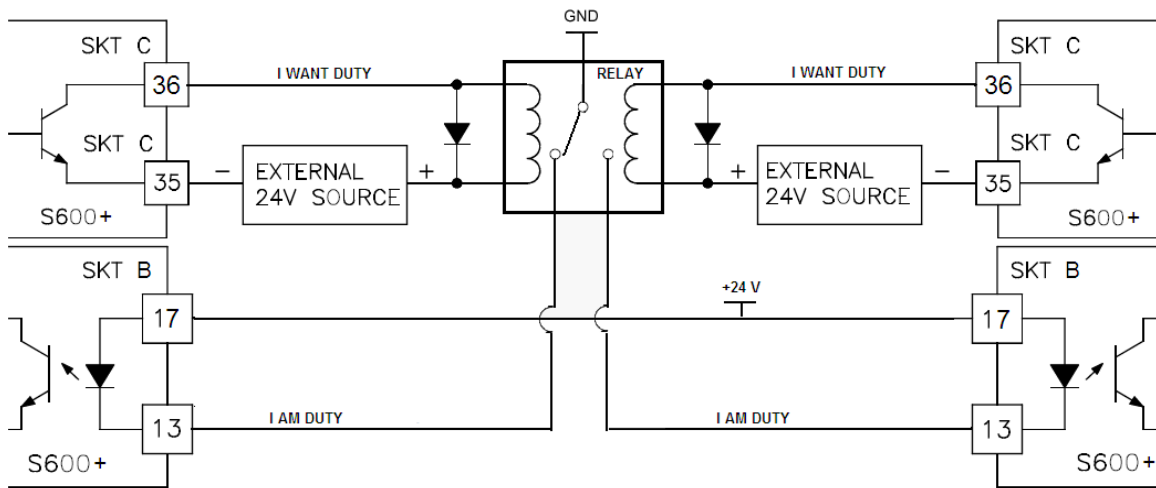 GND
SKT C
SKT C
36
I WANT DUTY
RELAY
I WANT DUTY
36
SKT C
SKT C
35
−
EXTERNAL
24V SOURCE
+
+
EXTERNAL
24V SOURCE
−
35
S600+
S600+
SKT B
SKT B
+24 V
17
17
13
I AM DUTY
I AM DUTY
13
S600+
S600+